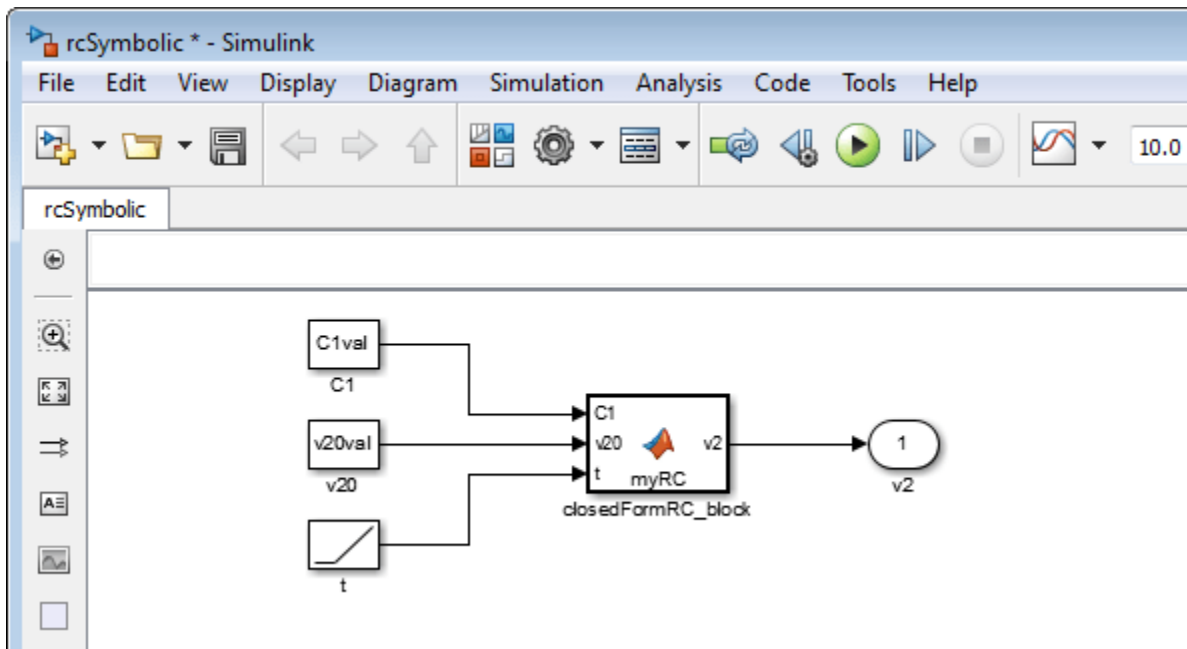 rcSymbolic * - Simulink
File Edit View Display Diagram Simulation Analysis Code Tools Help
10.0
rcSymbolic
C1val
C1
v20val
v20
t
C1
v20
t
v2
myRC
closedFormRC_block
1
v2